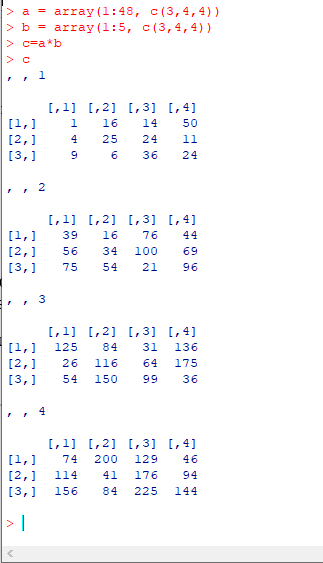 > a = array(1:48, c(3,4,4))
> b = array(1:5, c(3,4,4))
> c=a*b
> c
, , 1
     [,1] [,2] [,3] [,4]
[1,]    1   16   14   50
[2,]    4   25   24   11
[3,]    9    6   36   24
, , 2
     [,1] [,2] [,3] [,4]
[1,]   39   16   76   44
[2,]   56   34  100   69
[3,]   75   54   21   96
, , 3
     [,1] [,2] [,3] [,4]
[1,]  125   84   31  136
[2,]   26  116   64  175
[3,]   54  150   99   36
, , 4
     [,1] [,2] [,3] [,4]
[1,]   74  200  129   46
[2,]  114   41  176   94
[3,]  156   84  225  144
>